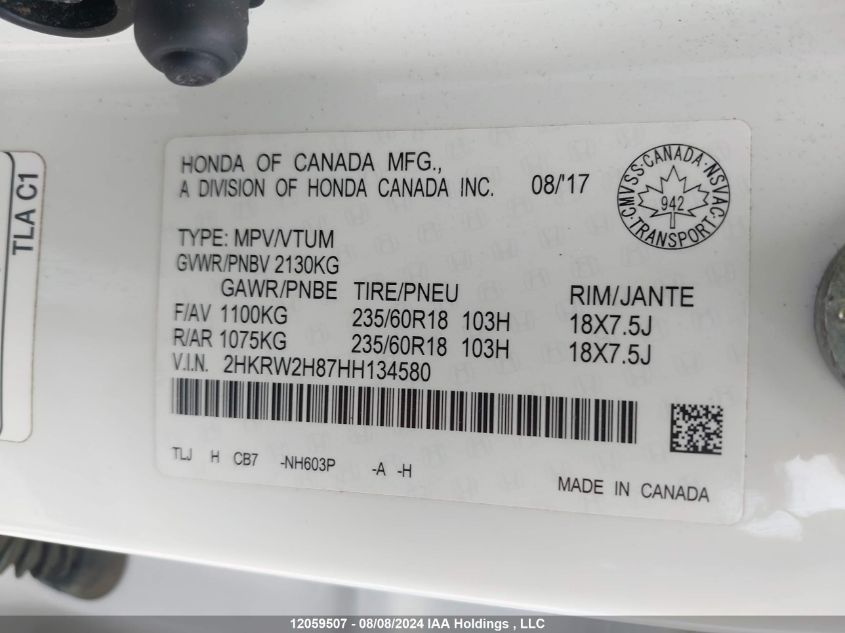 HONDA OF CANADA MFG.,
A DIVISION OF HONDA CANADA INC. 08/'17
CMVSS · CANADA · NSVAC
942
TRANSPORT
TYPE: MPV/VTUM
GVWR/PNBV 2130KG
GAWR/PNBE TIRE/PNEU RIM/JANTE
F/AV 1100KG 235/60R18 103H 18X7.5J
R/AR 1075KG 235/60R18 103H 18X7.5J
V.I.N. 2HKRW2H87HH134580
TLJ H CB7 -NH603P -A -H
MADE IN CANADA
TLA C1
12059507 - 08/08/2024 IAA Holdings , LLC